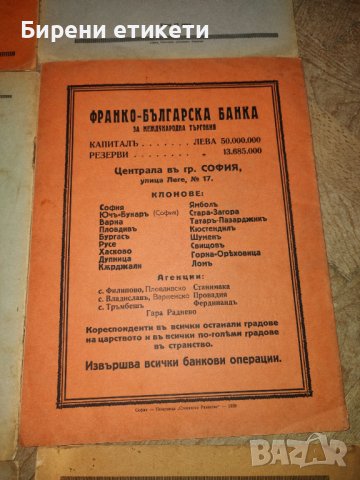 Бирени етикети
ФРАНКО-БЪЛГАРСКА БАНКА
ЗА МЕЖДУНАРОДНА ТЪРГОВИЯ
КАПИТАЛЪ . . . . . . . ЛЕВА 50.000.000
РЕЗЕРВИ . . . . . . . . „ 13.685.000
Централа въ гр. СОФИЯ,
улица Леге, № 17.
КЛОНОВЕ:
София Ямболъ
Ючъ-Бунаръ (София) Стара-Загора
Варна Татаръ-Пазарджикъ
Пловдивъ Кюстендилъ
Бургасъ Шуменъ
Русе Свищовъ
Хасково Горна-Орѣховица
Дупница Ломъ
Кърджали
Агенции:
с. Филипово, Пловдивско Станимака
с. Владиславъ, Варненско Провадия
с. Тръмбешъ Фердинандъ
Гара Раднево
Кореспонденти въ всички останали градове
на царството и въ всички по-голѣми градове
въ странство.
Извършва всички банкови операции.
София —
BAZAR